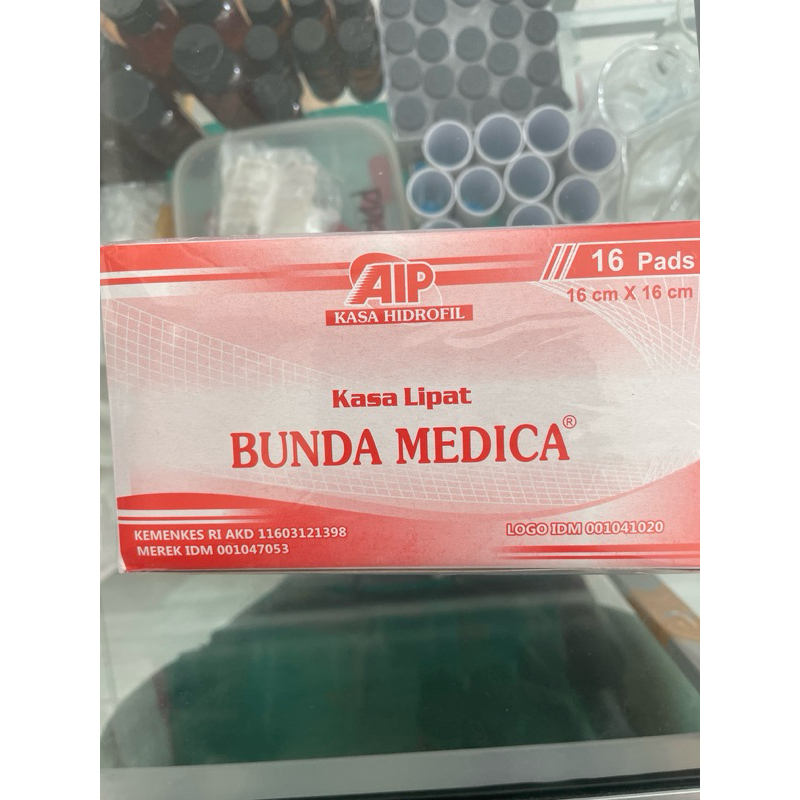 AIP
KASA HIDROFIL
16 Pads
16 cm X 16 cm
Kasa Lipat
BUNDA MEDICA®
KEMENKES RI AKD 11603121398
MEREK IDM 001047053
LOGO IDM 001041020